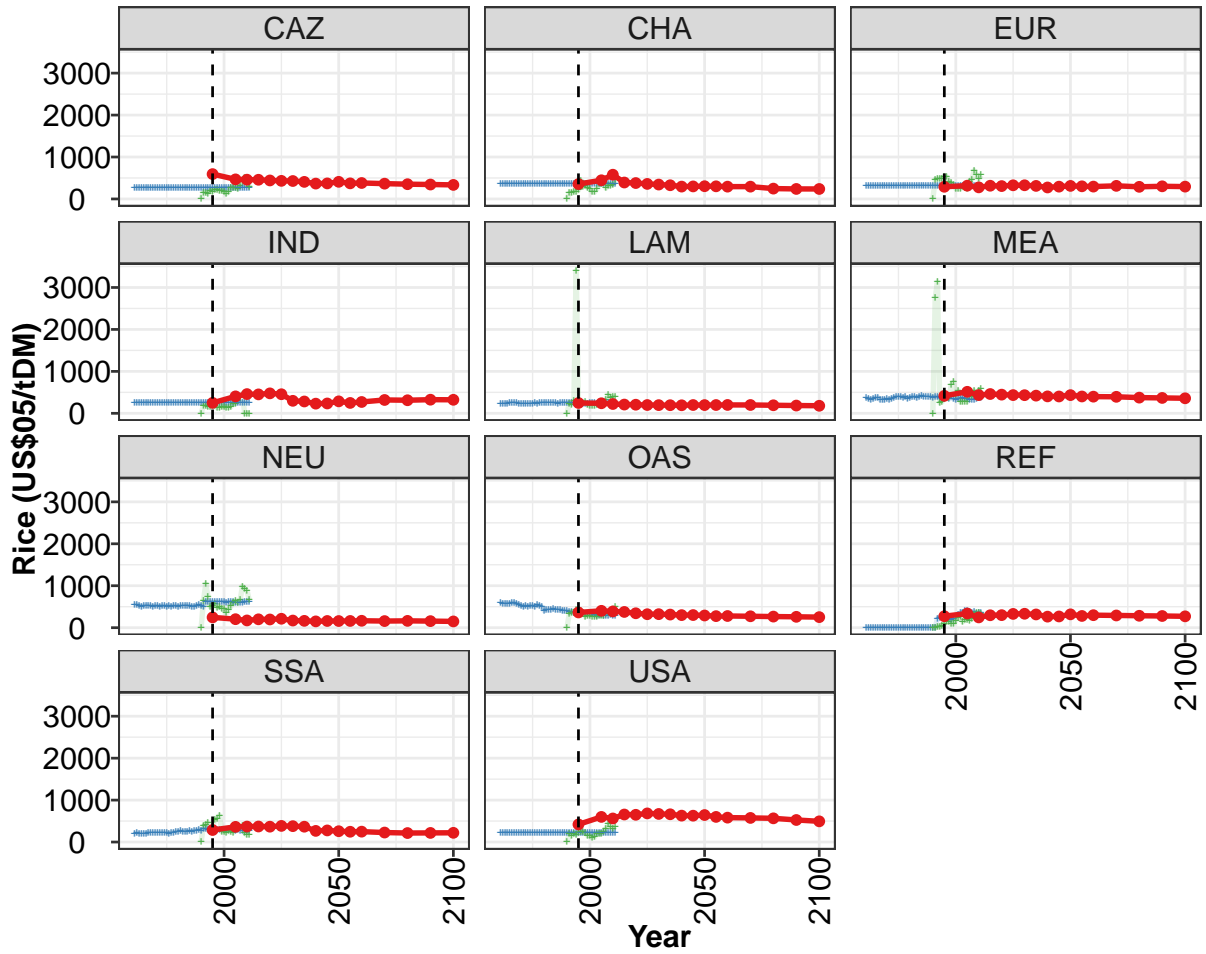 CAZ CHA EUR
3000
2000
1000
0
IND LAM MEA
3000
2000
1000
0
NEU OAS REF
3000
2000
1000
0
2000 2050 2100
SSA USA
3000
2000
1000
0
2000 2050 2100 2000 2050 2100
Year
Rice (US$05/tDM)